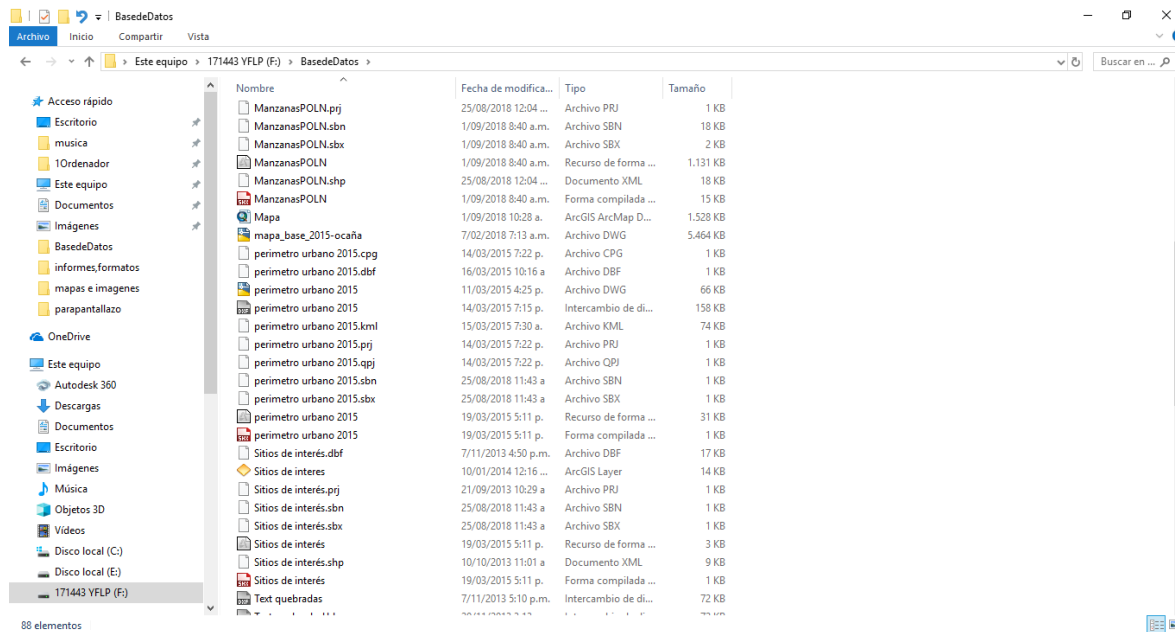 BasedeDatos
Archivo Inicio Compartir Vista
Este equipo > 171443 YFLP (F:) > BasedeDatos > Buscar en ...
Acceso rápido
Escritorio
musica
1Ordenador
Este equipo
Documentos
Imágenes
BasedeDatos
informes,formatos
mapas e imagenes
parapantallazo
OneDrive
Este equipo
Autodesk 360
Descargas
Documentos
Escritorio
Imágenes
Música
Objetos 3D
Vídeos
Disco local (C:)
Disco local (E:)
171443 YFLP (F:)
Nombre Fecha de modifica... Tipo Tamaño
ManzanasPOLN.prj 25/08/2018 12:04 ... Archivo PRJ 1 KB
ManzanasPOLN.sbn 1/09/2018 8:40 a.m. Archivo SBN 18 KB
ManzanasPOLN.sbx 1/09/2018 8:40 a.m. Archivo SBX 2 KB
ManzanasPOLN 1/09/2018 8:40 a.m. Recurso de forma ... 1.131 KB
ManzanasPOLN.shp 25/08/2018 12:04 ... Documento XML 18 KB
ManzanasPOLN 1/09/2018 8:40 a.m. Forma compilada ... 15 KB
Mapa 1/09/2018 10:28 a. ArcGIS ArcMap D... 1.528 KB
mapa_base_2015-ocaña 7/02/2018 7:13 a.m. Archivo DWG 5.464 KB
perimetro urbano 2015.cpg 14/03/2015 7:22 p. Archivo CPG 1 KB
perimetro urbano 2015.dbf 16/03/2015 10:16 a Archivo DBF 1 KB
perimetro urbano 2015 11/03/2015 4:25 p. Archivo DWG 66 KB
perimetro urbano 2015 14/03/2015 7:15 p. Intercambio de di... 158 KB
perimetro urbano 2015.kml 15/03/2015 7:30 a. Archivo KML 74 KB
perimetro urbano 2015.prj 14/03/2015 7:22 p. Archivo PRJ 1 KB
perimetro urbano 2015.qpj 14/03/2015 7:22 p. Archivo QPJ 1 KB
perimetro urbano 2015.sbn 25/08/2018 11:43 a Archivo SBN 1 KB
perimetro urbano 2015.sbx 25/08/2018 11:43 a Archivo SBX 1 KB
perimetro urbano 2015 19/03/2015 5:11 p. Recurso de forma ... 31 KB
perimetro urbano 2015 19/03/2015 5:11 p. Forma compilada ... 1 KB
Sitios de interés.dbf 7/11/2013 4:50 p.m. Archivo DBF 17 KB
Sitios de interes 10/01/2014 12:16 ... ArcGIS Layer 14 KB
Sitios de interés.prj 21/09/2013 10:29 a Archivo PRJ 1 KB
Sitios de interés.sbn 25/08/2018 11:43 a Archivo SBN 1 KB
Sitios de interés.sbx 25/08/2018 11:43 a Archivo SBX 1 KB
Sitios de interés 19/03/2015 5:11 p. Recurso de forma ... 3 KB
Sitios de interés.shp 10/10/2013 11:01 a Documento XML 9 KB
Sitios de interés 19/03/2015 5:11 p. Forma compilada ... 1 KB
Text quebradas 7/11/2013 5:10 p.m. Intercambio de di... 72 KB
88 elementos